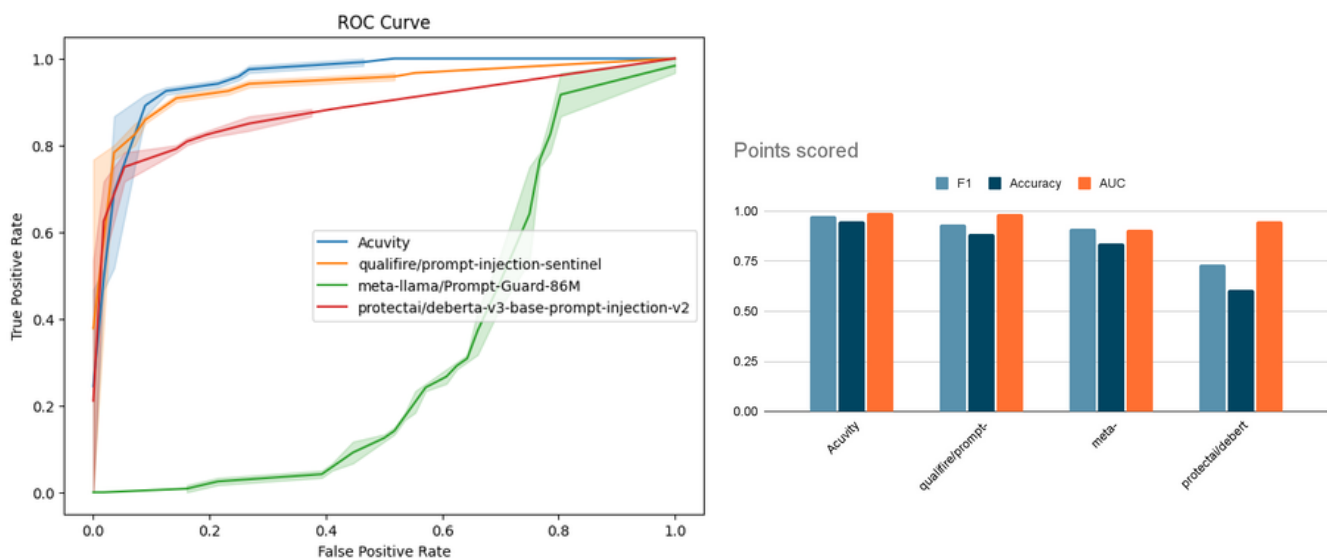 ROC Curve
True Positive Rate
1.0
0.8
0.6
0.4
0.2
0.0
Acuvity
qualifire/prompt-injection-sentinel
meta-llama/Prompt-Guard-86M
protectai/deberta-v3-base-prompt-injection-v2
0.0 0.2 0.4 0.6 0.8 1.0
False Positive Rate
Points scored
F1 Accuracy AUC
1.00
0.75
0.50
0.25
0.00
Acuvity
qualifire/prompt-
meta-
protectai/debert